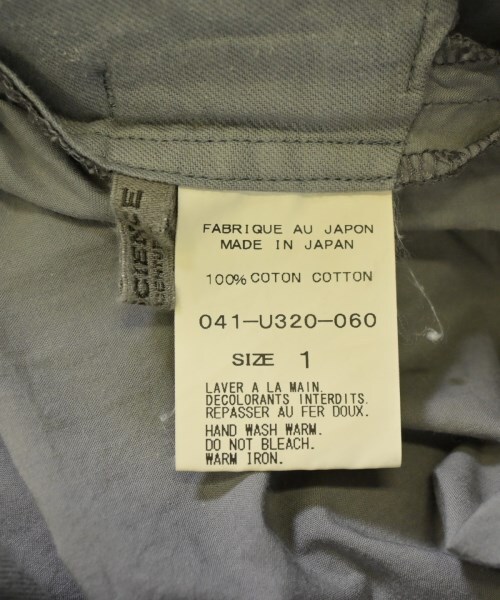 CIENCE
FABRIQUE AU JAPON
MADE IN JAPAN
100% COTON COTTON
041-U320-060
SIZE 1
LAVER A LA MAIN.
DECOLORANTS INTERDITS.
REPASSER AU FER DOUX.
HAND WASH WARM.
DO NOT BLEACH.
WARM IRON.